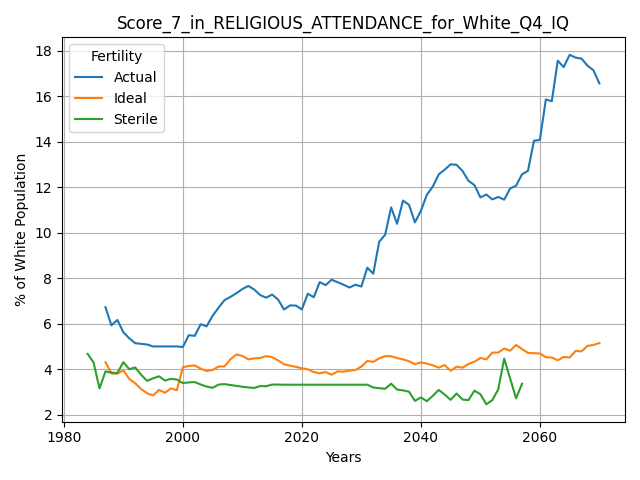 Score_7_in_RELIGIOUS_ATTENDANCE_for_White_Q4_IQ
Fertility
Actual
Ideal
Sterile
% of White Population
18
16
14
12
10
8
6
4
2
1980 2000 2020 2040 2060
Years